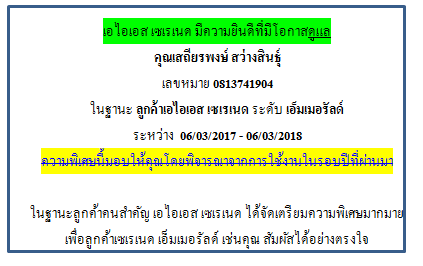 เอไอเอส เซเรเนด มีความยินดีที่มีโอกาสดูแล
คุณเสถียรพงษ์ สว่างสินธุ์
เลขหมาย 0813741904
ในฐานะ ลูกค้าเอไอเอส เซเรเนด ระดับ เอ็มเมอรัลด์
ระหว่าง 06/03/2017 - 06/03/2018
ความพิเศษนี้มอบให้คุณโดยพิจารณาจากการใช้งานในรอบปีที่ผ่านมา
ในฐานะลูกค้าคนสำคัญ เอไอเอส เซเรเนด ได้จัดเตรียมความพิเศษมากมาย
เพื่อลูกค้าเซเรเนด เอ็มเมอรัลด์ เช่นคุณ สัมผัสได้อย่างตรงใจ